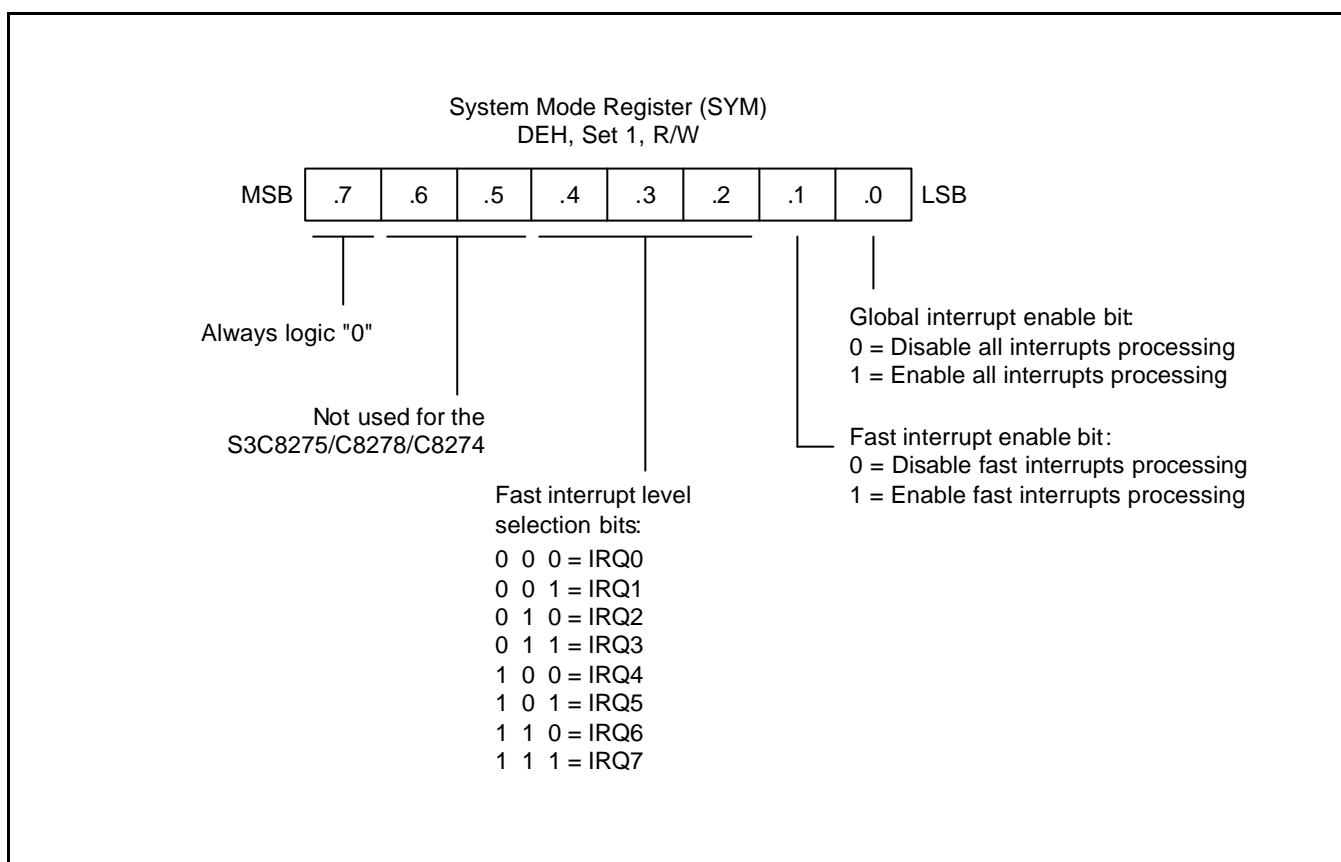 System Mode Register (SYM)
DEH, Set 1, R/W
MSB .7 .6 .5 .4 .3 .2 .1 .0 LSB
Always logic "0"
Not used for the
S3C8275/C8278/C8274
Fast interrupt level
selection bits:
0 0 0 = IRQ0
0 0 1 = IRQ1
0 1 0 = IRQ2
0 1 1 = IRQ3
1 0 0 = IRQ4
1 0 1 = IRQ5
1 1 0 = IRQ6
1 1 1 = IRQ7
Global interrupt enable bit:
0 = Disable all interrupts processing
1 = Enable all interrupts processing
Fast interrupt enable bit:
0 = Disable fast interrupts processing
1 = Enable fast interrupts processing